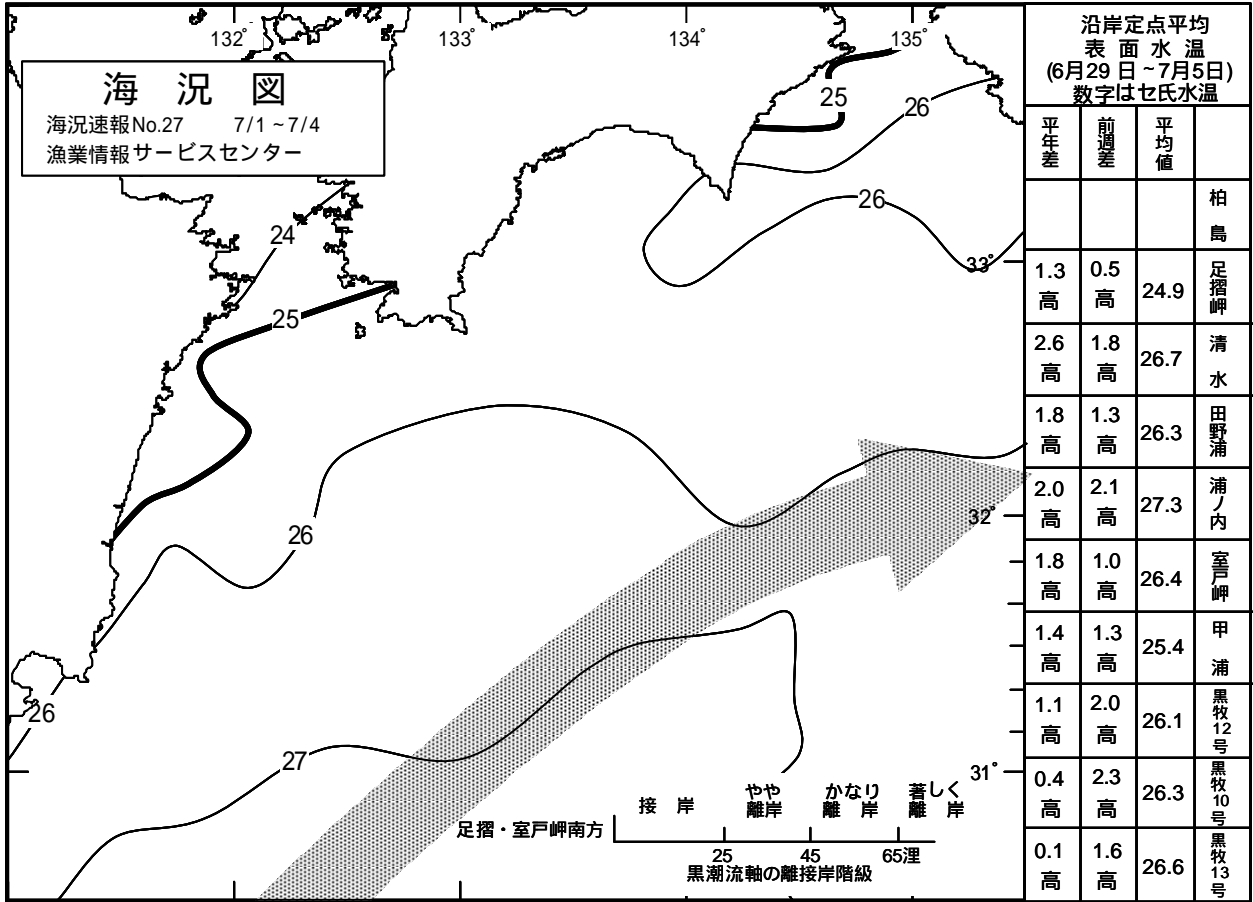 132°
133
134°
135°
海 況 図
海況速報No.27 7/1~7/4
漁業情報サービスセンター
25
26
26
24
33°
25
26
32°
26
27
31°
接 岸
やや離岸
かなり離 岸
著しく離 岸
足摺・室戸岬南方
25 45 65浬
黒潮流軸の離接岸階級
沿岸定点平均
表 面 水 温
(6月29 日~7月5日)
数字はセ氏水温
平年差 前週差 平均値
柏島
1.3高 0.5高 24.9 足摺岬
2.6高 1.8高 26.7 清水
1.8高 1.3高 26.3 田野浦
2.0高 2.1高 27.3 浦ノ内
1.8高 1.0高 26.4 室戸岬
1.4高 1.3高 25.4 甲浦
1.1高 2.0高 26.1 黒牧12号
0.4高 2.3高 26.3 黒牧10号
0.1高 1.6高 26.6 黒牧13号